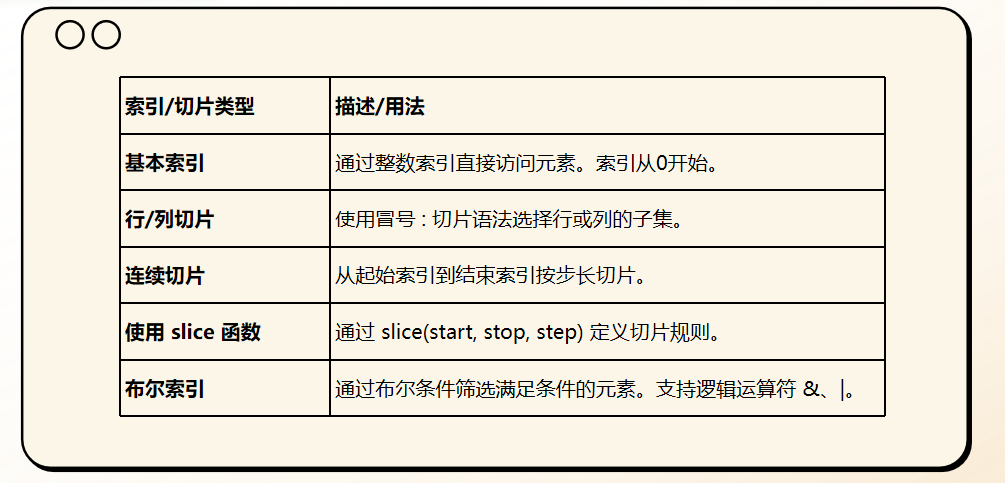 索引/切片类型 描述/用法
基本索引 通过整数索引直接访问元素。索引从0开始。
行/列切片 使用冒号 : 切片语法选择行或列的子集。
连续切片 从起始索引到结束索引按步长切片。
使用 slice 函数 通过 slice(start, stop, step) 定义切片规则。
布尔索引 通过布尔条件筛选满足条件的元素。支持逻辑运算符 &、|。